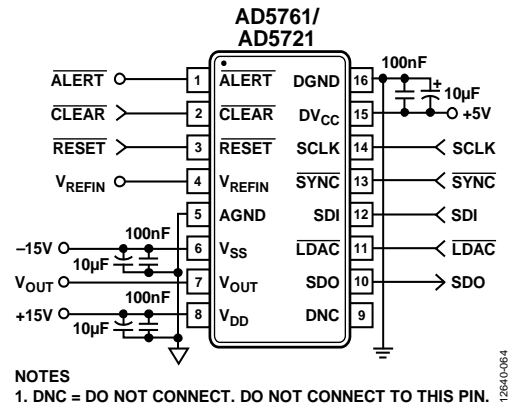 AD5761/
AD5721
100nF
+
10µF
+5V
ALERT
1
ALERT
DGND
16
CLEAR
2
CLEAR
DVCC
15
RESET
3
RESET
SCLK
14
SCLK
VREFIN
4
VREFIN
SYNC
13
SYNC
5
AGND
SDI
12
SDI
100nF
–15V
10µF
6
VSS
LDAC
11
LDAC
VOUT
7
VOUT
SDO
10
SDO
100nF
+15V
10µF
8
VDD
DNC
9
NOTES
1. DNC = DO NOT CONNECT. DO NOT CONNECT TO THIS PIN.
12640-064